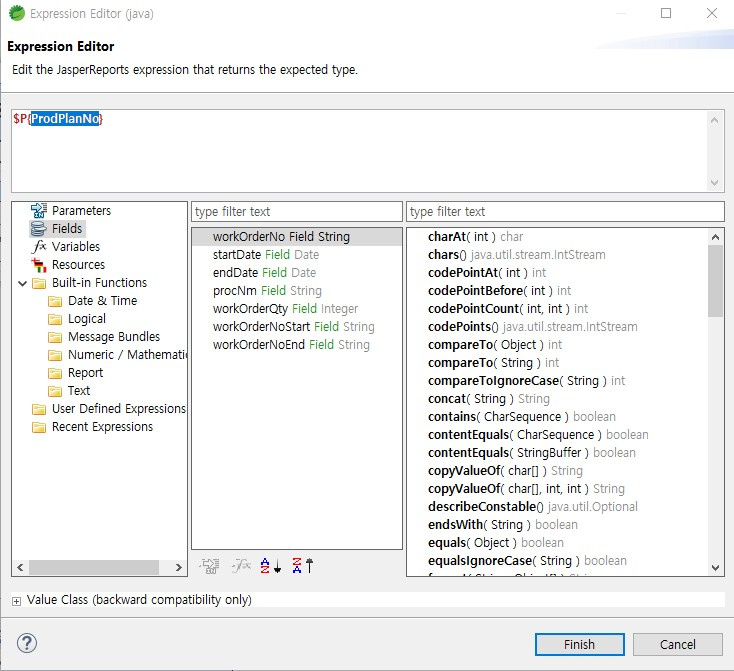 Expression Editor (java)
Expression Editor
Edit the JasperReports expression that returns the expected type.
$P{ProdPlanNo}
Parameters
Fields
Variables
Resources
Built-in Functions
Date & Time
Logical
Message Bundles
Numeric / Mathemati
Report
Text
User Defined Expressions
Recent Expressions
type filter text
workOrderNo Field String
startDate Field Date
endDate Field Date
procNm Field String
workOrderQty Field Integer
workOrderNoStart Field String
workOrderNoEnd Field String
type filter text
charAt( int ) char
chars() java.util.stream.IntStream
codePointAt( int ) int
codePointBefore( int ) int
codePointCount( int, int ) int
codePoints() java.util.stream.IntStream
compareTo( Object ) int
compareTo( String ) int
compareToIgnoreCase( String ) int
concat( String ) String
contains( CharSequence ) boolean
contentEquals( CharSequence ) boolean
contentEquals( StringBuffer ) boolean
copyValueOf( char[] ) String
copyValueOf( char[], int, int ) String
describeConstable() java.util.Optional
endsWith( String ) boolean
equals( Object ) boolean
equalsIgnoreCase( String ) boolean
Value Class (backward compatibility only)
Finish
Cancel